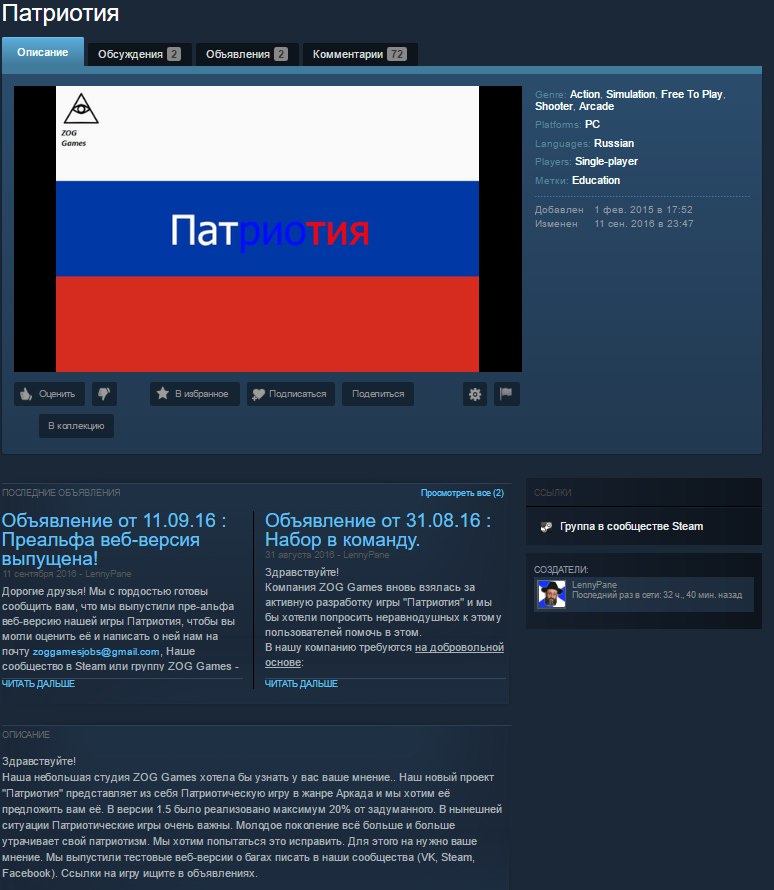 Патриотия
Описание
Обсуждения 2
Объявления 2
Комментарии 72
ZOG
Games
Патриотия
Genre: Action, Simulation, Free To Play,
Shooter, Arcade
Platforms: PC
Languages: Russian
Players: Single-player
Метки: Education
Добавлен 1 фев. 2015 в 17:52
Изменен 11 сен. 2016 в 23:47
Оценить
В избранное
Подписаться
Поделиться
В коллекцию
ПОСЛЕДНИЕ ОБЪЯВЛЕНИЯ
Просмотреть все (2)
Объявление от 11.09.16 :
Преальфа веб-версия
выпущена!
11 сентября 2016 - LennyPane
Дорогие друзья! Мы с гордостью готовы
сообщить вам, что мы выпустили пре-альфа
веб-версию нашей игры Патриотия, чтобы вы
могли оценить её и написать о ней нам на
почту zoggamesjobs@gmail.com, Наше
сообщество в Steam или группу ZOG Games -
ЧИТАТЬ ДАЛЬШЕ
Объявление от 31.08.16 :
Набор в команду.
31 августа 2016 - LennyPane
Здравствуйте!
Компания ZOG Games вновь взялась за
активную разработку игры "Патриотия" и мы
бы хотели попросить неравнодушных к этому
пользователей помочь в этом.
В нашу компанию требуются на добровольной
основе:
ЧИТАТЬ ДАЛЬШЕ
ССЫЛКИ
Группа в сообществе Steam
СОЗДАТЕЛИ:
LennyPane
Последний раз в сети: 32 ч., 40 мин. назад
ОПИСАНИЕ
Здравствуйте!
Наша небольшая студия ZOG Games хотела бы узнать у вас ваше мнение.. Наш новый проект
"Патриотия" представляет из себя Патриотическую игру в жанре Аркада и мы хотим её
предложить вам её. В версии 1.5 было реализовано максимум 20% от задуманного. В нынешней
ситуации Патриотические игры очень важны. Молодое поколение всё больше и больше
утрачивает свой патриотизм. Мы хотим попытаться это исправить. Для этого на нужно ваше
мнение. Мы выпустили тестовые веб-версии о багах писать в наши сообщества (VK, Steam,
Facebook). Ссылки на игру ищите в объявлениях.